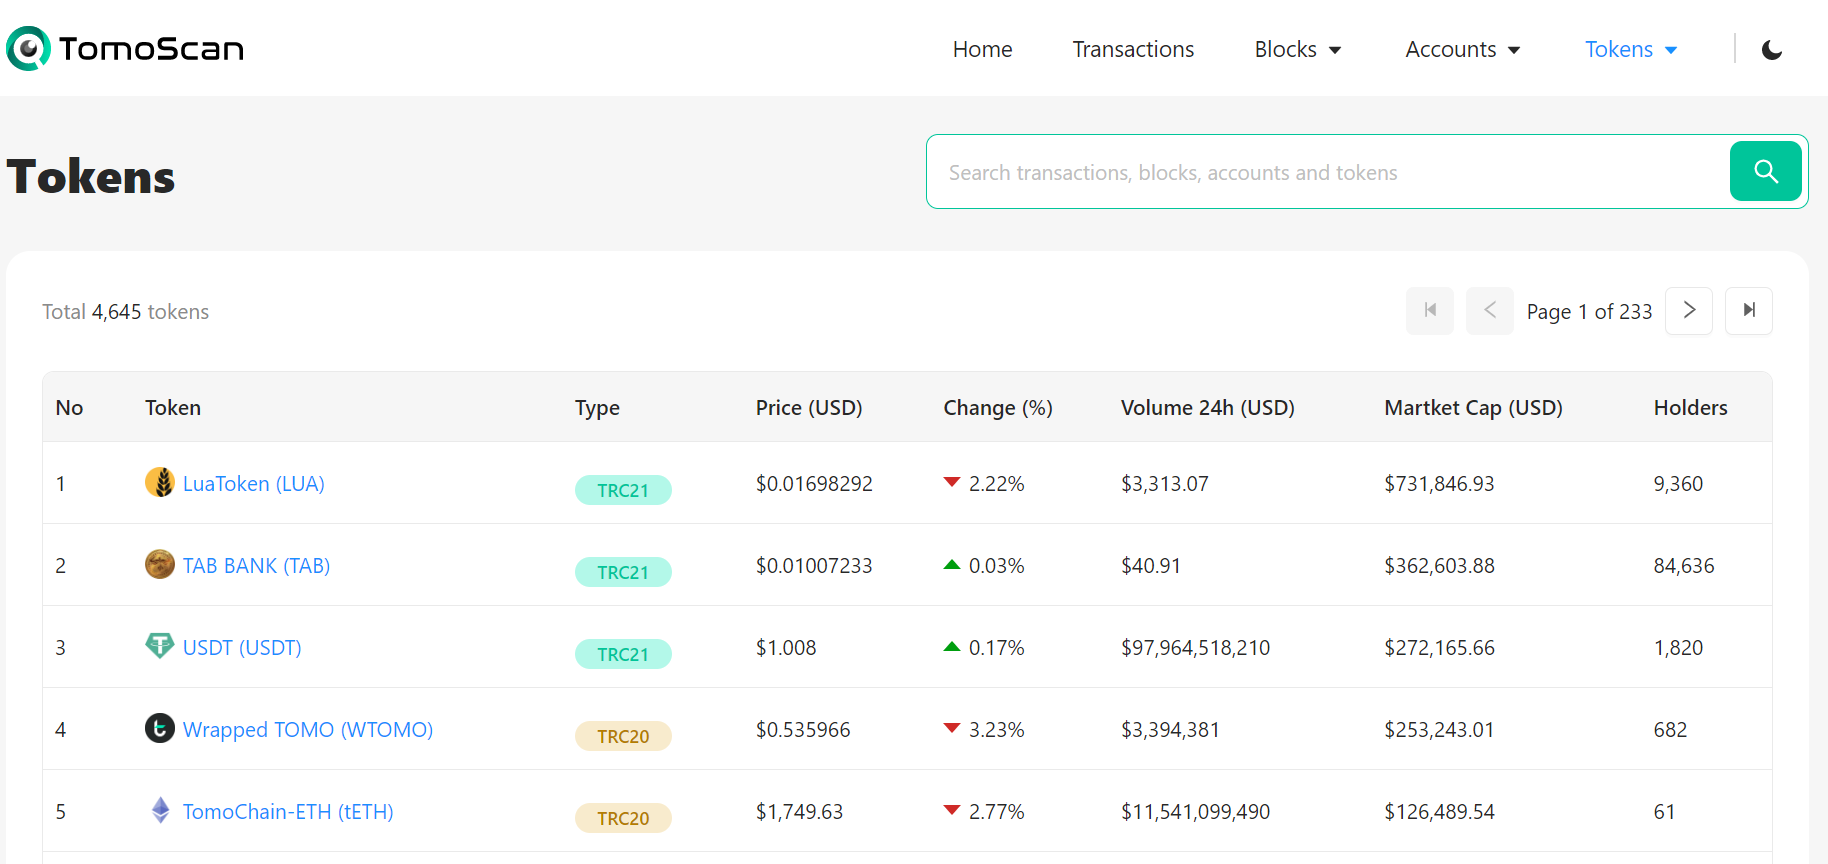 TomoScan
Home Transactions Blocks Accounts Tokens
Tokens
Search transactions, blocks, accounts and tokens
Total 4,645 tokens
Page 1 of 233
No Token Type Price (USD) Change (%) Volume 24h (USD) Martket Cap (USD) Holders
1 LuaToken (LUA) TRC21 $0.01698292 2.22% $3,313.07 $731,846.93 9,360
2 TAB BANK (TAB) TRC21 $0.01007233 0.03% $40.91 $362,603.88 84,636
3 USDT (USDT) TRC21 $1.008 0.17% $97,964,518,210 $272,165.66 1,820
4 Wrapped TOMO (WTOMO) TRC20 $0.535966 3.23% $3,394,381 $253,243.01 682
5 TomoChain-ETH (tETH) TRC20 $1,749.63 2.77% $11,541,099,490 $126,489.54 61